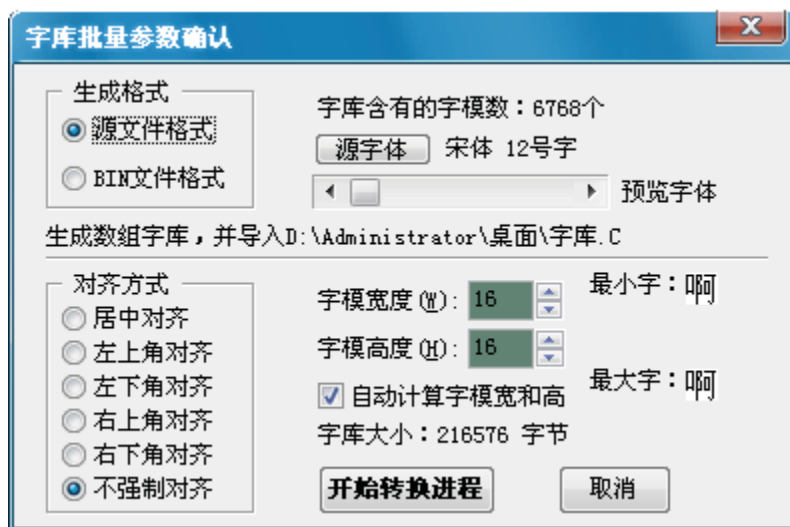 字库批量参数确认
生成格式
源文件格式
BIN文件格式
字库含有的字模数：6768个
源字体 宋体 12号字
预览字体
生成数组字库，并导入D:\Administrator\桌面\字库.C
对齐方式
居中对齐
左上角对齐
左下角对齐
右上角对齐
右下角对齐
不强制对齐
字模宽度(W): 16
字模高度(H): 16
自动计算字模宽和高
字库大小：216576 字节
最小字：啊
最大字：啊
开始转换进程
取消